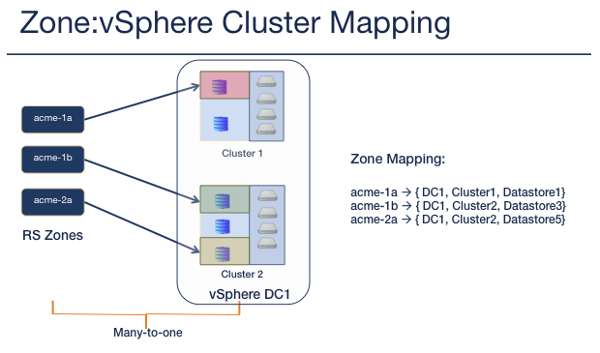 Zone:vSphere Cluster Mapping
acme-1a
acme-1b
acme-2a
RS Zones
Cluster 1
Cluster 2
vSphere DC1
Many-to-one
Zone Mapping:
acme-1a → { DC1, Cluster1, Datastore1}
acme-1b → { DC1, Cluster2, Datastore3}
acme-2a → { DC1, Cluster2, Datastore5}